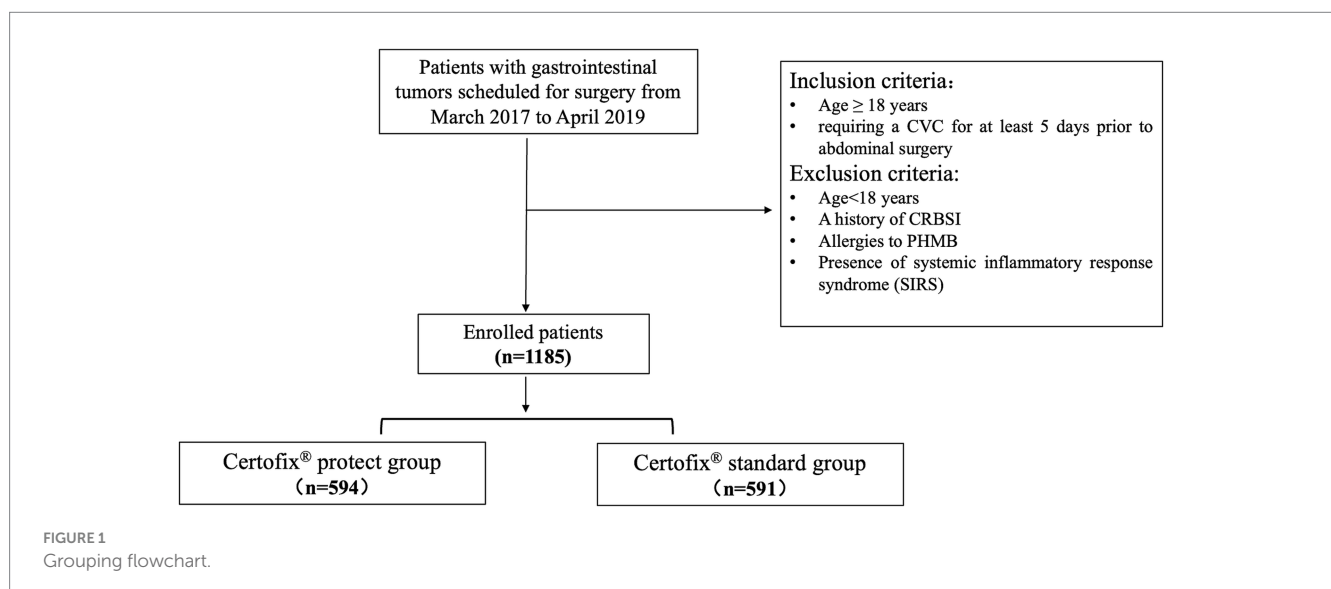 Patients with gastrointestinal
tumors scheduled for surgery from
March 2017 to April 2019
Inclusion criteria：
• Age ≥ 18 years
• requiring a CVC for at least 5 days prior to
abdominal surgery
Exclusion criteria:
• Age<18 years
• A history of CRBSI
• Allergies to PHMB
• Presence of systemic inflammatory response
syndrome (SIRS)
Enrolled patients
(n=1185)
Certofix® protect group
（n=594）
Certofix® standard group
（n=591）
FIGURE 1
Grouping flowchart.